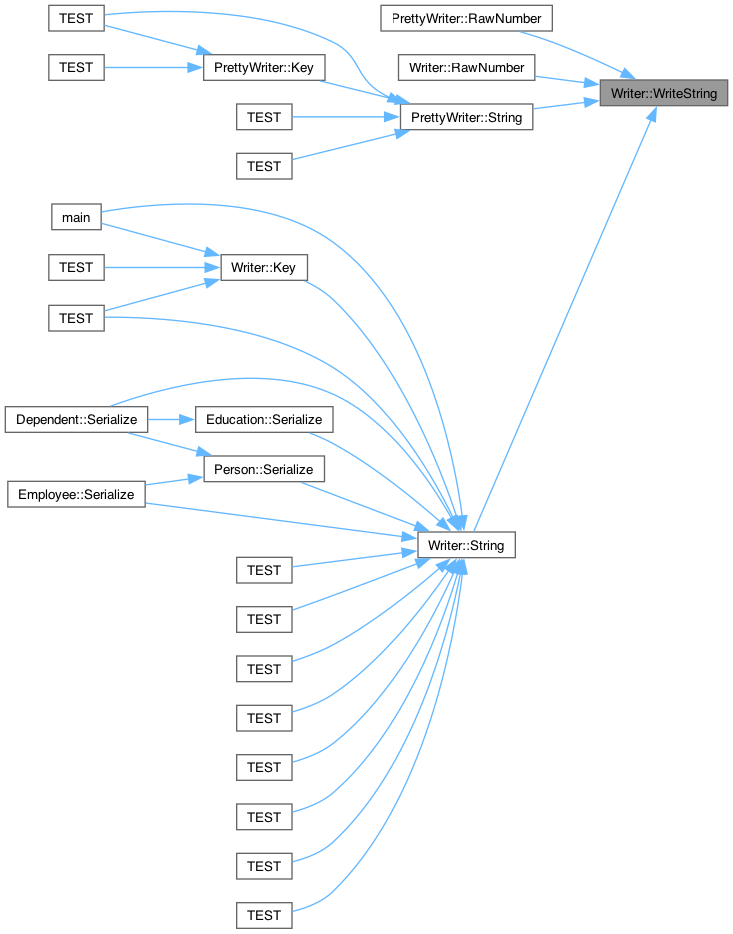 TEST
PrettyWriter::RawNumber
TEST
PrettyWriter::Key
Writer::RawNumber
Writer::WriteString
TEST
PrettyWriter::String
TEST
main
TEST
Writer::Key
TEST
Dependent::Serialize
Education::Serialize
Person::Serialize
Employee::Serialize
Writer::String
TEST
TEST
TEST
TEST
TEST
TEST
TEST
TEST